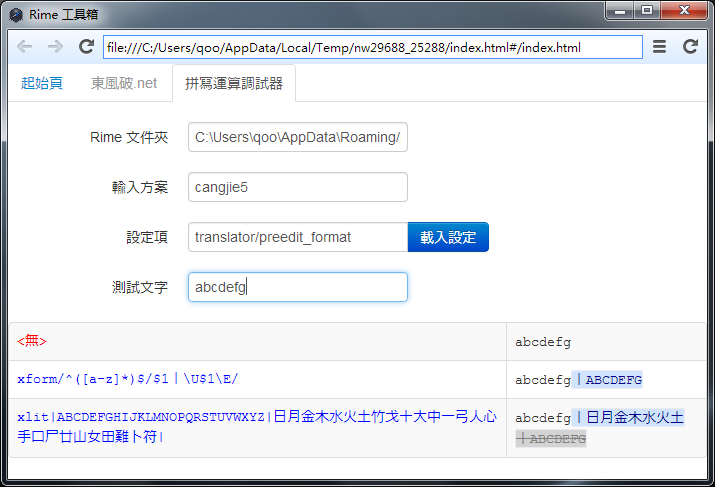 Rime 工具箱
file:///C:/Users/qoo/AppData/Local/Temp/nw29688_25288/index.html#/index.html
起始頁 東風破.net 拼寫運算調試器
Rime 文件夾 C:\Users\qoo\AppData\Roaming/
輸入方案 cangjie5
設定項 translator/preedit_format 載入設定
測試文字 abcdefg
<無> abcdefg
xform/^([a-z]*)$/$1｜\U$1\E/ abcdefg｜ABCDEFG
xlit|ABCDEFGHIJKLMNOPQRSTUVWXYZ|日月金木水火土竹戈十大中一弓人心 abcdefg｜日月金木水火土
手口尸廿山女田難卜符| ｜ABCDEFG